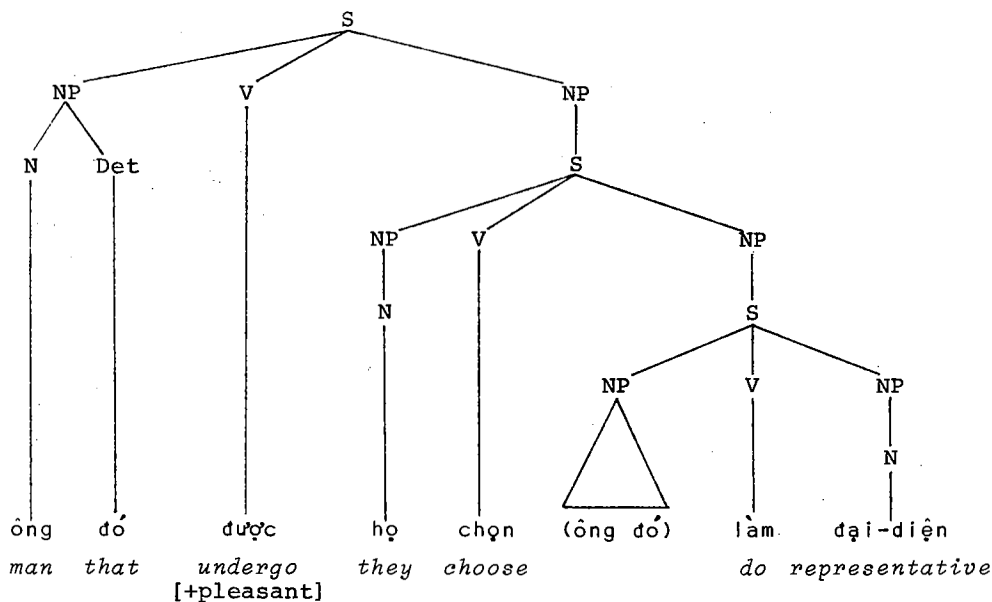 S
NP V NP
N Det S
NP V NP
N S
NP V NP
N
ông đó được họ chọn (ông đó) làm đại-diện
man that undergo they choose do representative
[+pleasant]